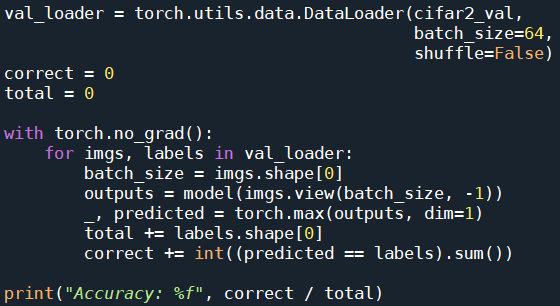 val_loader = torch.utils.data.DataLoader(cifar2_val,
                                         batch_size=64,
                                         shuffle=False)
correct = 0
total = 0

with torch.no_grad():
    for imgs, labels in val_loader:
        batch_size = imgs.shape[0]
        outputs = model(imgs.view(batch_size, -1))
        _, predicted = torch.max(outputs, dim=1)
        total += labels.shape[0]
        correct += int((predicted == labels).sum())

print("Accuracy: %f", correct / total)